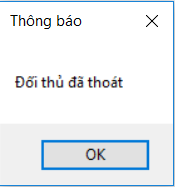 Thông báo
Đối thủ đã thoát
OK